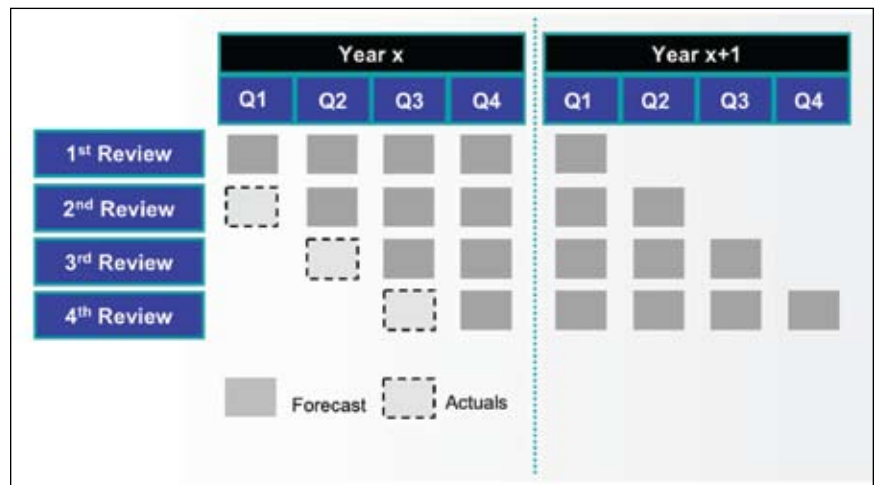 Year x Year x+1
Q1 Q2 Q3 Q4 Q1 Q2 Q3 Q4
1st Review
2nd Review
3rd Review
4th Review
Forecast Actuals